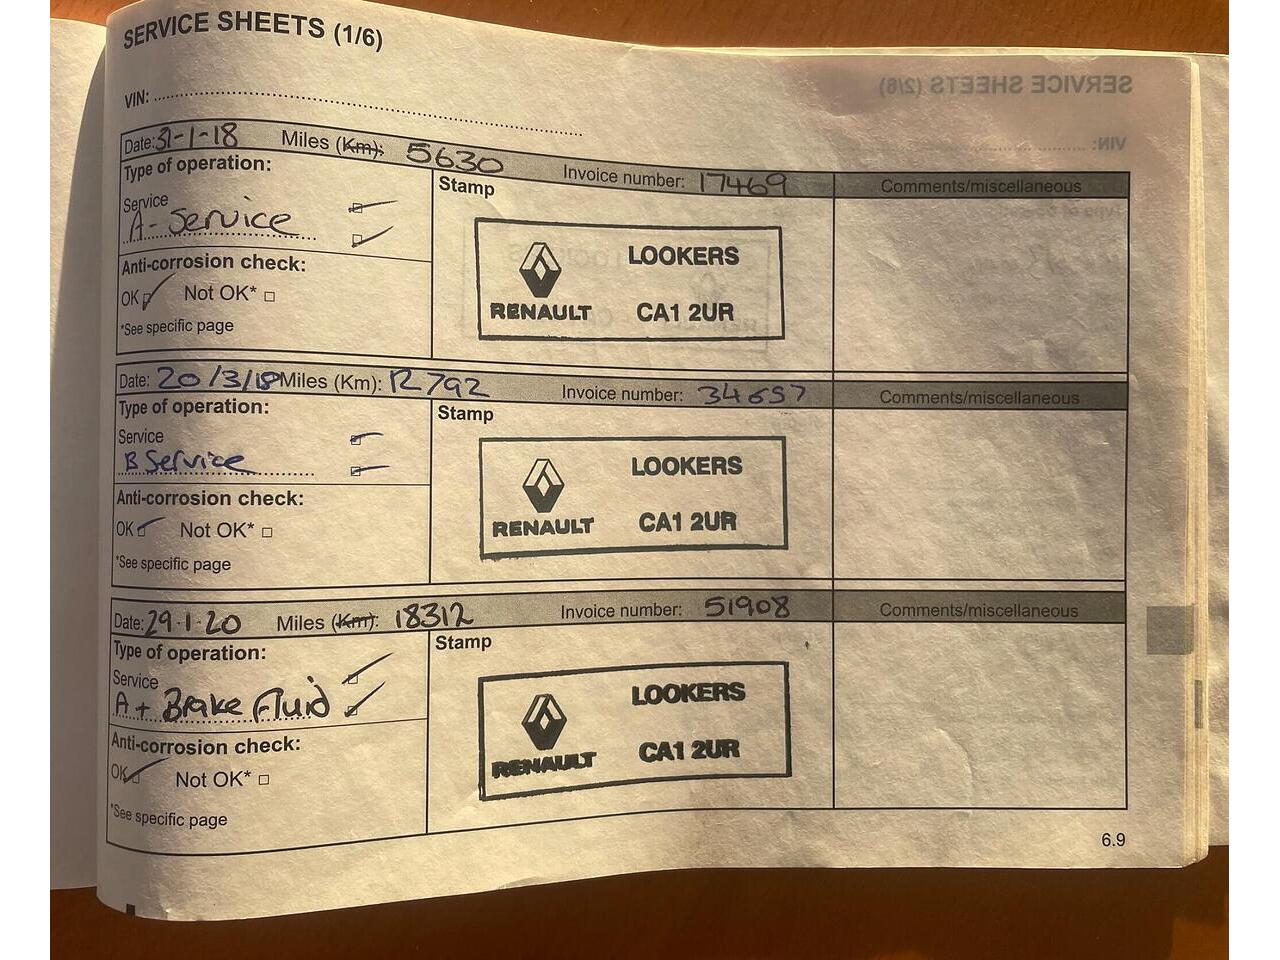 SERVICE SHEETS (1/6)
SERVICE SHEETS (2/6)
VIN:
VIN:
Date: 31-1-18 Miles (Km): 5630 Invoice number: 17469 Comments/miscellaneous
Type of operation: Stamp
Service
A- Service
Anti-corrosion check:
OK Not OK*
*See specific page
LOOKERS
RENAULT CA1 2UR
Date: 20/3/18 Miles (Km): 12792 Invoice number: 34657 Comments/miscellaneous
Type of operation: Stamp
Service
B Service
Anti-corrosion check:
OK Not OK*
*See specific page
LOOKERS
RENAULT CA1 2UR
Date: 29-1-20 Miles (Km): 18312 Invoice number: 51908 Comments/miscellaneous
Type of operation: Stamp
Service
A + Brake Fluid
Anti-corrosion check:
OK Not OK*
*See specific page
LOOKERS
RENAULT CA1 2UR
6.9